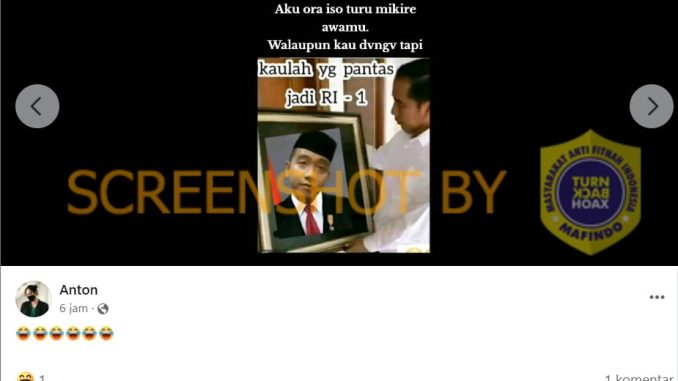 Aku ora iso turu mikire
awamu.
Walaupun kau dvngv tapi
kaulah yg pantas
jadi RI - 1
SCREENSHOT BY
MASYARAKAT ANTI FITNAH INDONESIA
TURN
BACK
HOAX
MAFINDO
Anton
6 jam ·
1
1 komentar